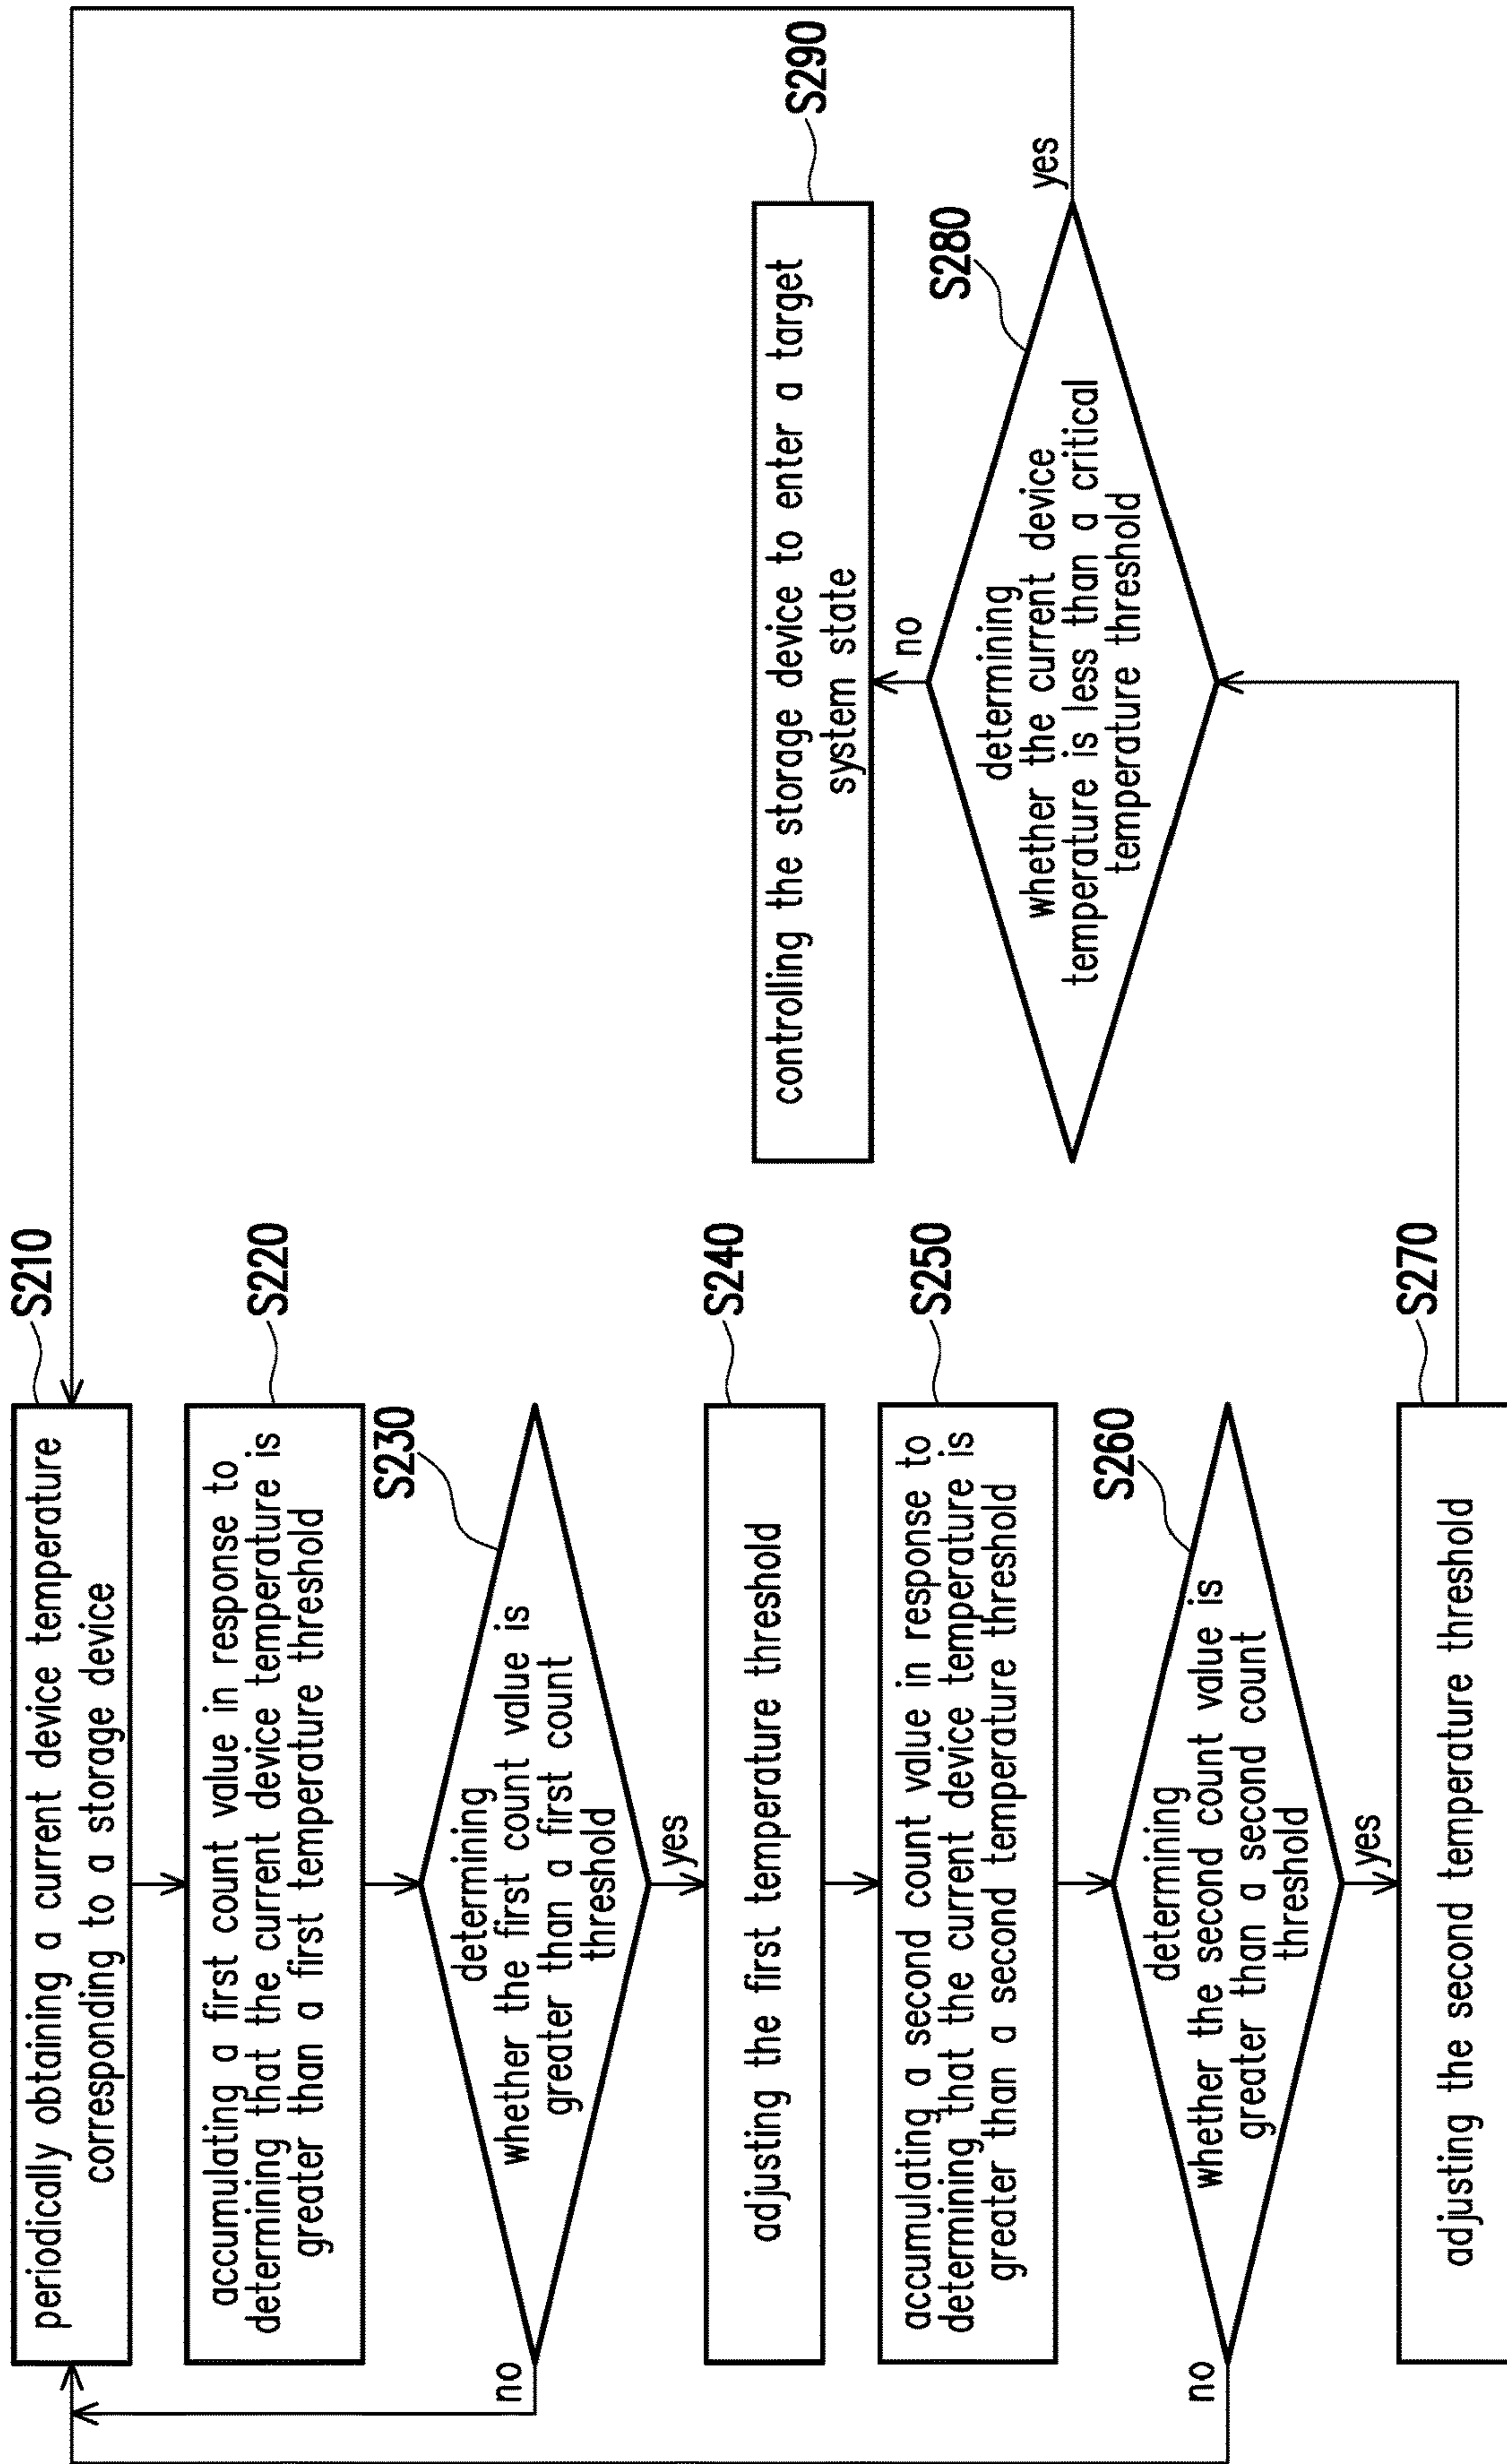 periodically obtaining a current device temperature
corresponding to a storage device
S210
accumulating a first count value in response to
determining that the current device temperature is
greater than a first temperature threshold
S220
determining
whether the first count value is
greater than a first count
threshold
S230
no
yes
adjusting the first temperature threshold
S240
accumulating a second count value in response to
determining that the current device temperature is
greater than a second temperature threshold
S250
determining
whether the second count value is
greater than a second count
threshold
S260
no
yes
adjusting the second temperature threshold
S270
controlling the storage device to enter a target
system state
S290
no
determining
whether the current device
temperature is less than a critical
temperature threshold
S280
yes